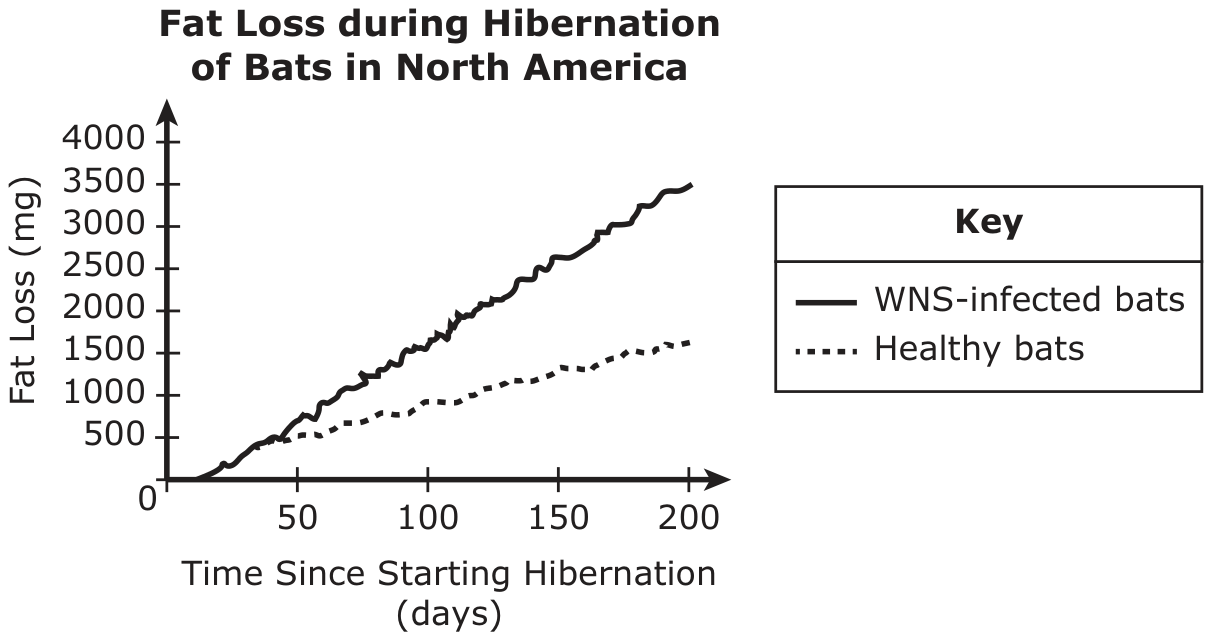 Fat Loss during Hibernation
of Bats in North America
Fat Loss (mg)
4000
3500
3000
2500
2000
1500
1000
500
0
50 100 150 200
Time Since Starting Hibernation
(days)
Key
WNS-infected bats
Healthy bats